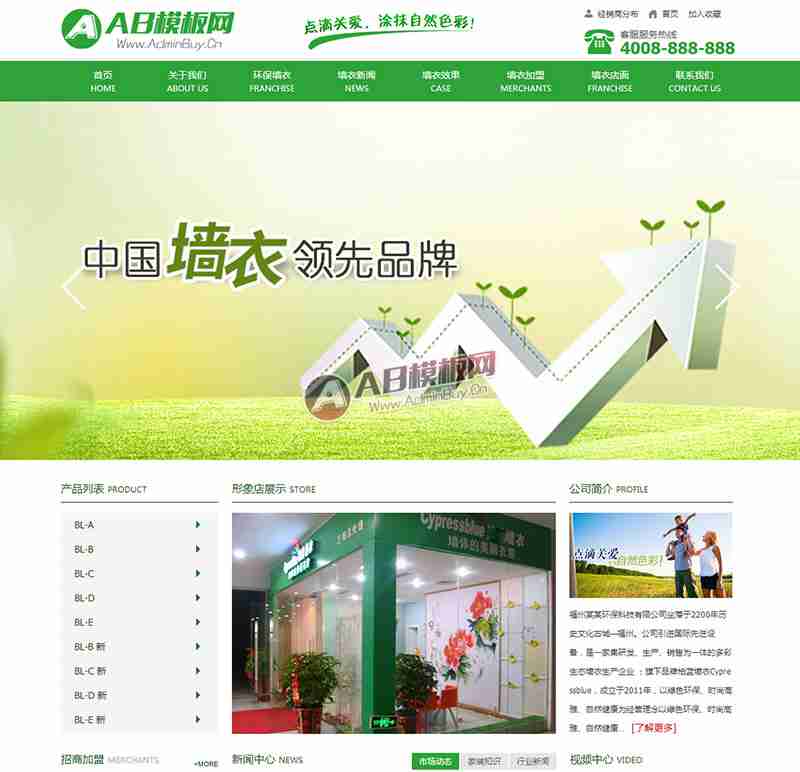 AB模板网
Www.AdminBuy.Cn
点滴关爱，涂抹自然色彩！
经销商分布 首页 加入收藏
客服服务热线
4008-888-888
首页 关于我们 环保墙衣 墙衣新闻 墙衣效果 墙衣加盟 墙衣店面 联系我们
HOME ABOUT US FRANCHISE NEWS CASE MERCHANTS FRANCHISE CONTACT US
中国墙衣领先品牌
AB模板网
Www.AdminBuy.Cn
产品列表 PRODUCT
BL-A
BL-B
BL-C
BL-D
BL-E
BL-B 新
BL-C 新
BL-D 新
BL-E 新
形象店展示 STORE
Cypressblue 墙衣
墙体的美丽衣裳
公司简介 PROFILE
点滴关爱
自然色彩！
福州某某环保科技有限公司坐落于2200年历
史文化古城—福州。公司引进国际先进设
备，是一家集研发、生产、销售为一体的多彩
生态墙衣生产企业 ；旗下品牌柏蓝墙衣Cypre
ssblue，成立于2011年，以绿色环保、时尚高
雅、自然健康为经营理念以绿色环保、时尚高
雅、自然健康... [了解更多]
招商加盟 MERCHANTS +MORE
新闻中心 NEWS 市场动态 家装知识 行业新闻
视频中心 VIDEO